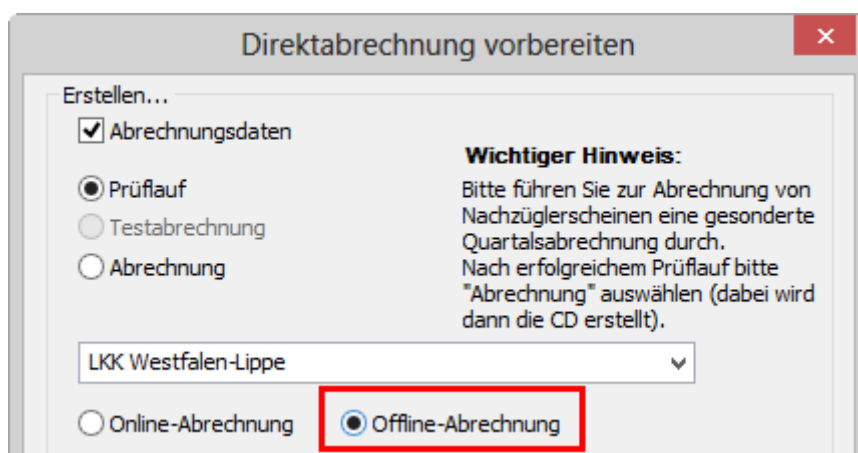 Direktabrechnung vorbereiten
Erstellen...
Abrechnungsdaten
Prüflauf
Testabrechnung
Abrechnung
Wichtiger Hinweis:
Bitte führen Sie zur Abrechnung von
Nachzüglerscheinen eine gesonderte
Quartalsabrechnung durch.
Nach erfolgreichem Prüflauf bitte
"Abrechnung" auswählen (dabei wird
dann die CD erstellt).
LKK Westfalen-Lippe
Online-Abrechnung
Offline-Abrechnung